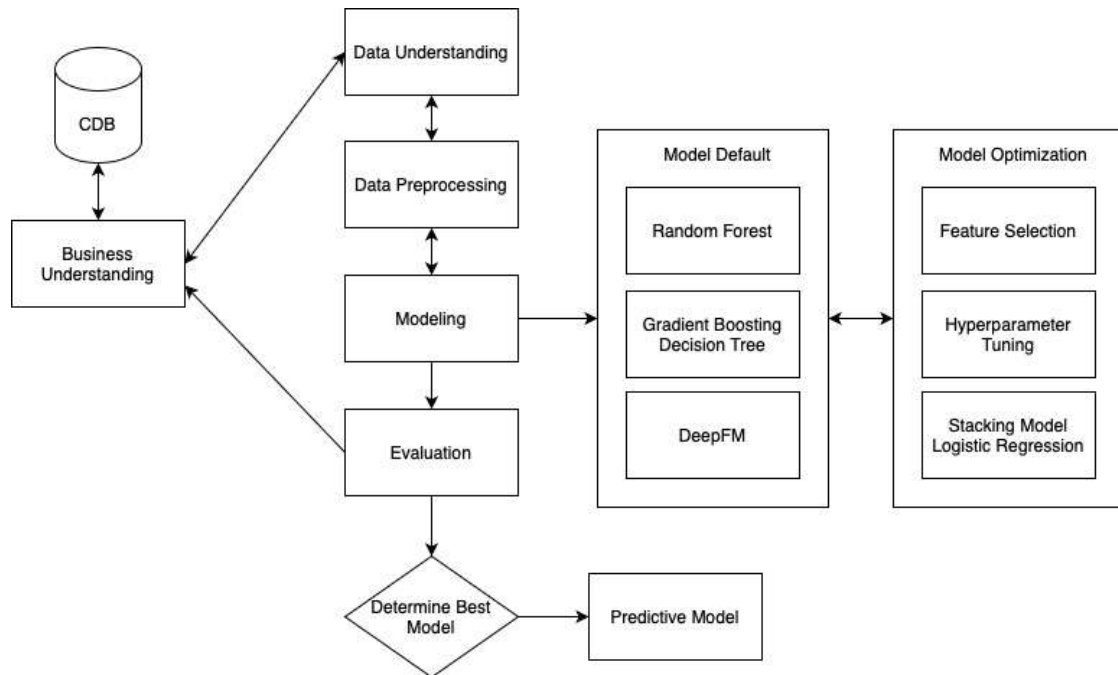 CDB
Business
Understanding
Data Understanding
Data Preprocessing
Modeling
Evaluation
Determine Best
Model
Predictive Model
Model Default
Random Forest
Gradient Boosting
Decision Tree
DeepFM
Model Optimization
Feature Selection
Hyperparameter
Tuning
Stacking Model
Logistic Regression